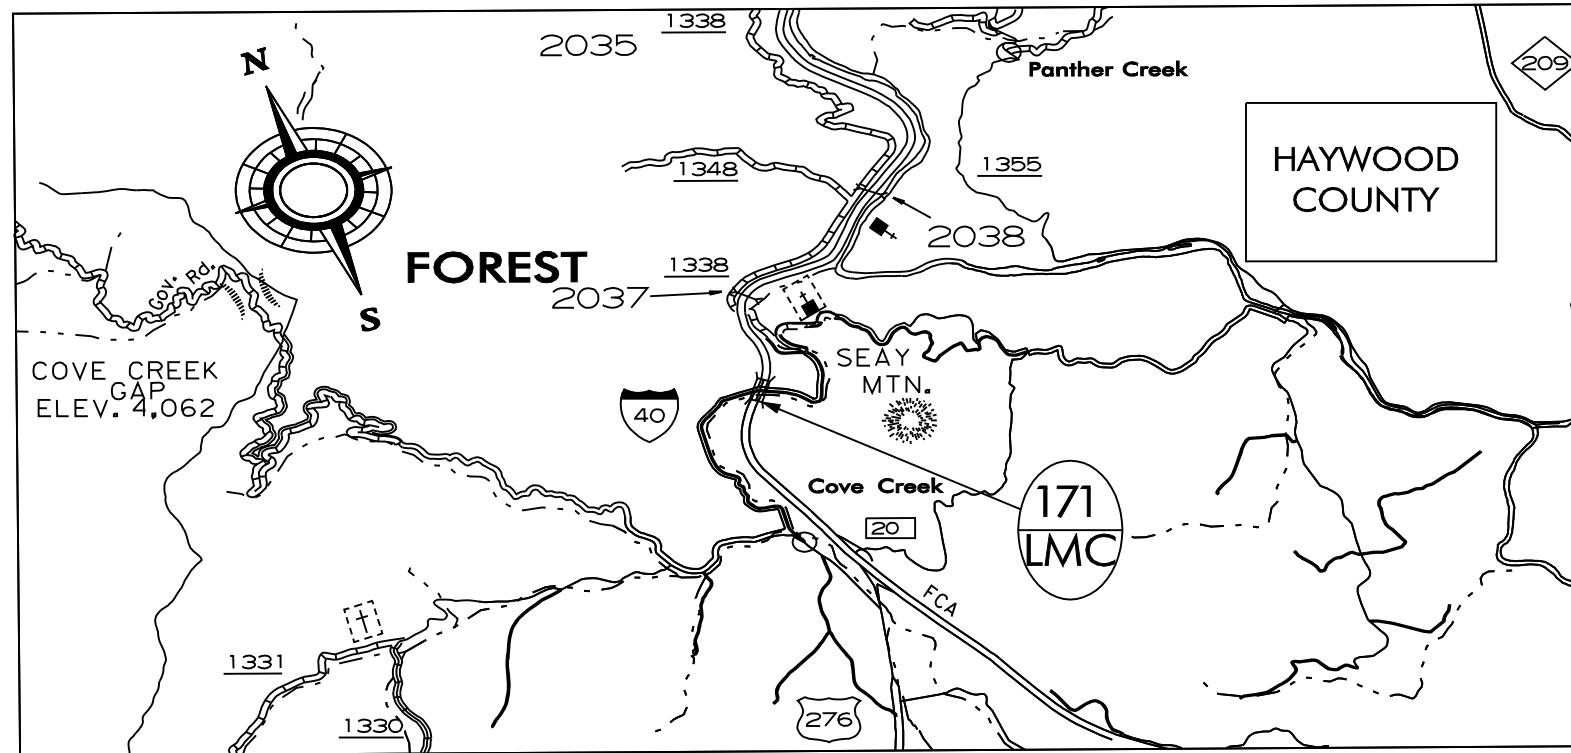 1338
2035
N
Panther Creek
209
HAYWOOD
COUNTY
1348
1355
2038
FOREST
1338
2037
Gov. Rd.
S
COVE CREEK
GAP
ELEV. 4,062
SEAY
MTN.
40
Cove Creek
171
LMC
20
FCA
1331
1330
276